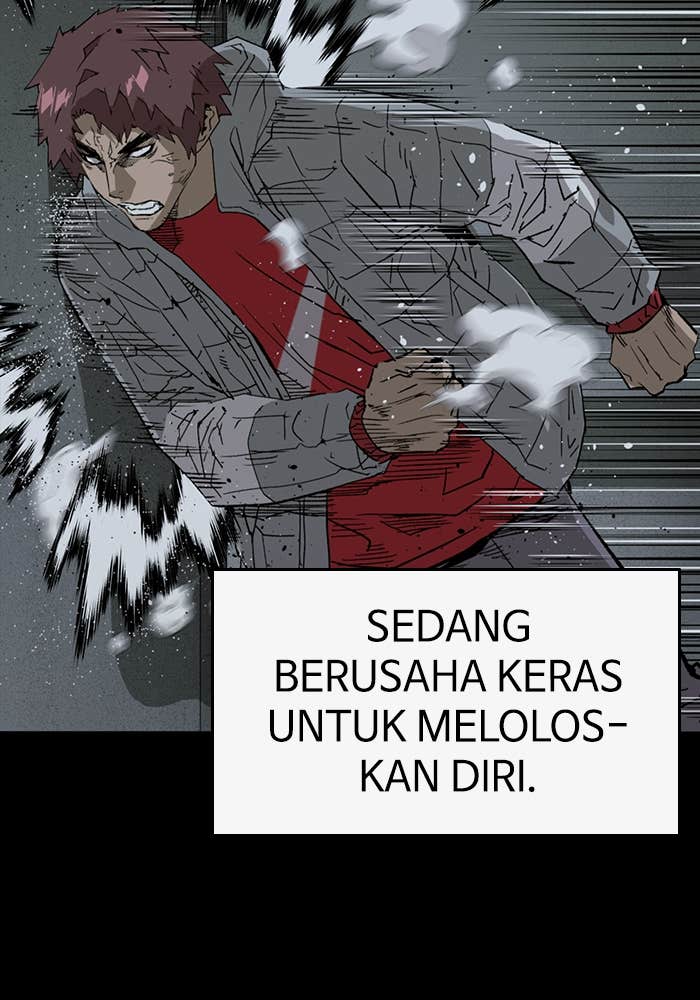 SEDANG
BERUSAHA KERAS
UNTUK MELOLOS-
KAN DIRI.